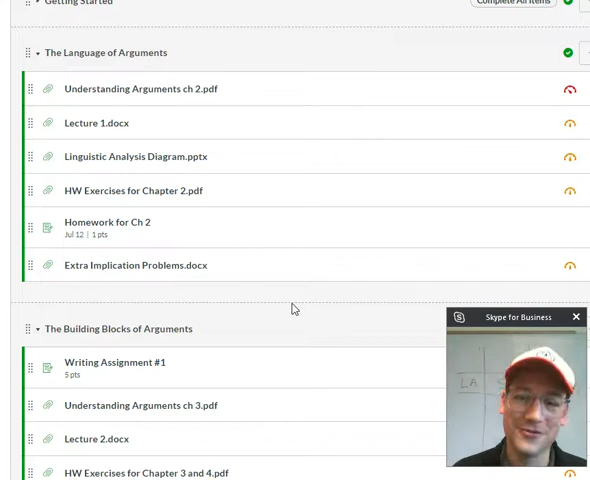 Getting Started
Complete All Items
The Language of Arguments
Understanding Arguments ch 2.pdf
Lecture 1.docx
Linguistic Analysis Diagram.pptx
HW Exercises for Chapter 2.pdf
Homework for Ch 2
Jul 12 | 1 pts
Extra Implication Problems.docx
The Building Blocks of Arguments
Skype for Business
Writing Assignment #1
5 pts
LA
Understanding Arguments ch 3.pdf
Lecture 2.docx
HW Exercises for Chapter 3 and 4.pdf